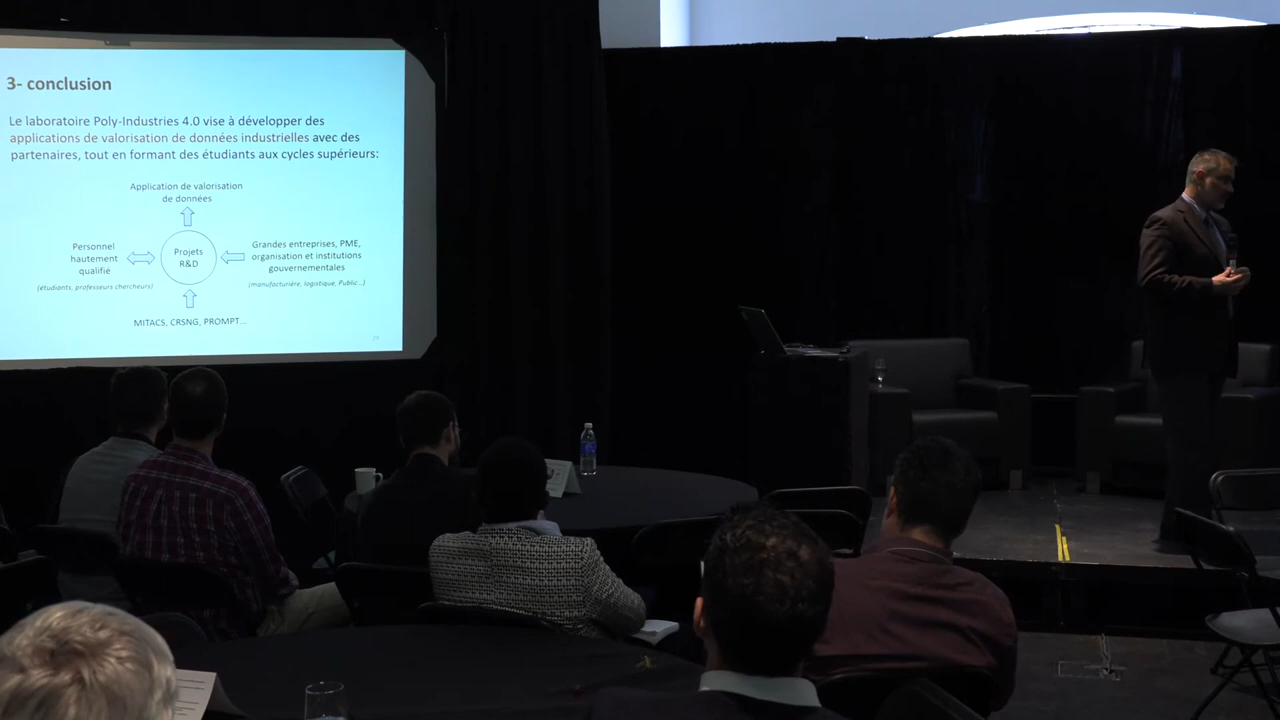 3- conclusion
Le laboratoire Poly-Industries 4.0 vise à développer des
applications de valorisation de données industrielles avec des
partenaires, tout en formant des étudiants aux cycles supérieurs:
Application de valorisation
de données
Personnel
hautement
qualifié
(étudiants, professeurs chercheurs)
Projets
R&D
Grandes entreprises, PME,
organisation et institutions
gouvernementales
(manufacturière, logistique, Public...)
MITACS, CRSNG, PROMPT...